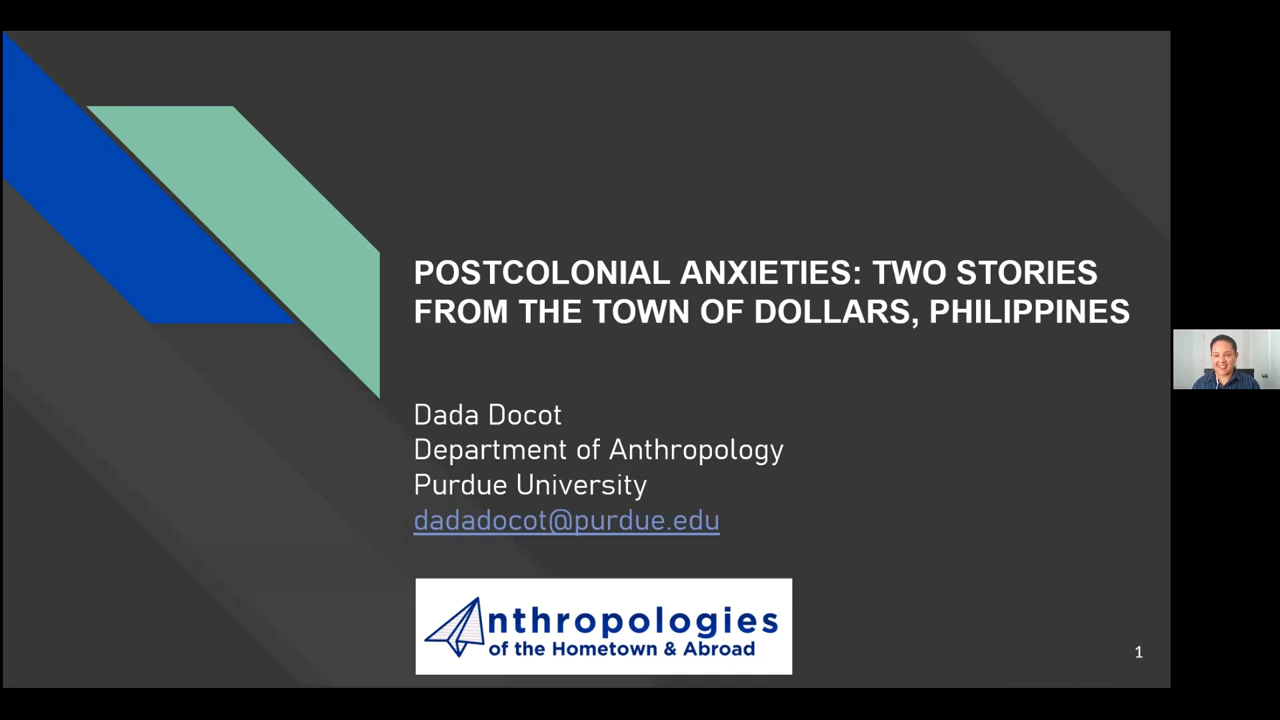 POSTCOLONIAL ANXIETIES: TWO STORIES
FROM THE TOWN OF DOLLARS, PHILIPPINES
Dada Docot
Department of Anthropology
Purdue University
dadadocot@purdue.edu
nthropologies
of the Hometown & Abroad
1